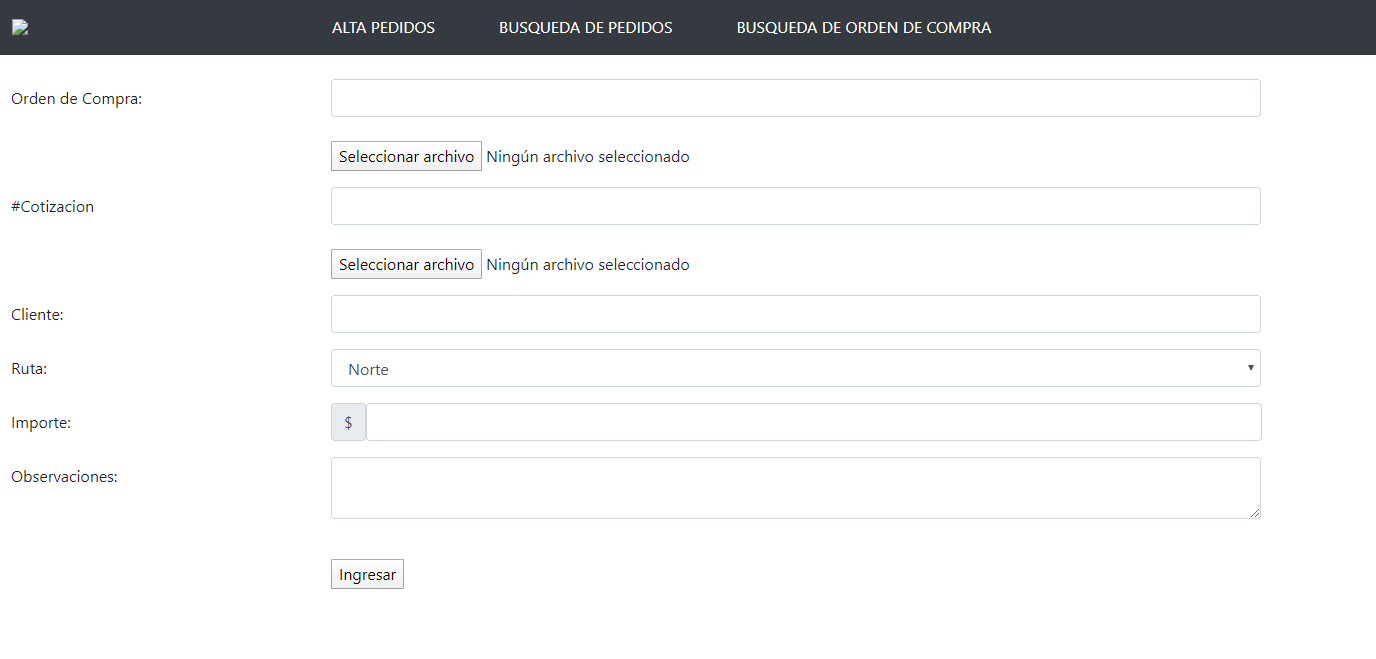 ALTA PEDIDOS BUSQUEDA DE PEDIDOS BUSQUEDA DE ORDEN DE COMPRA
Orden de Compra:
Seleccionar archivo Ningún archivo seleccionado
#Cotizacion
Seleccionar archivo Ningún archivo seleccionado
Cliente:
Ruta: Norte
Importe: $
Observaciones:
Ingresar